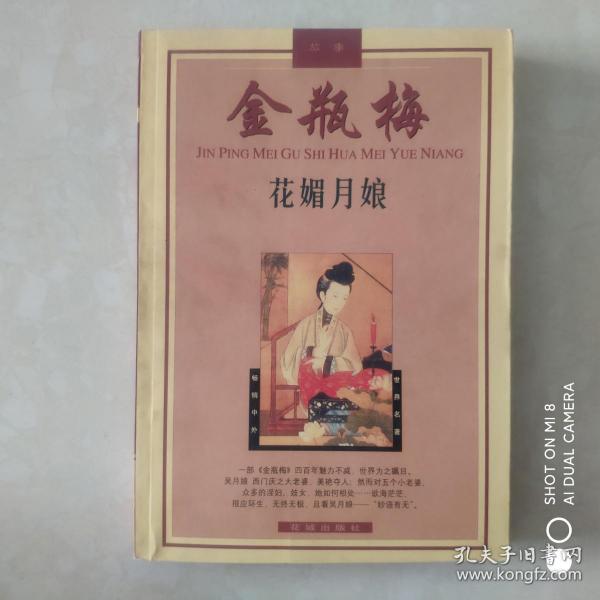 故事
金瓶梅
JIN PING MEI GU SHI HUA MEI YUE NIANG
花媚月娘
畅销中外
世界名著
一部《金瓶梅》四百年魅力不减，世界为之瞩目。
吴月娘 西门庆之大老婆，美艳夺人；然而对五个小老婆，
众多的淫妇、妓女，她如何相处……欲海茫茫，
报应环生，无终无极，且看吴月娘——“妙语有无”。
花城出版社
SHOT ON MI 8
AI DUAL CAMERA
孔夫子旧书网
www.kongfz.com